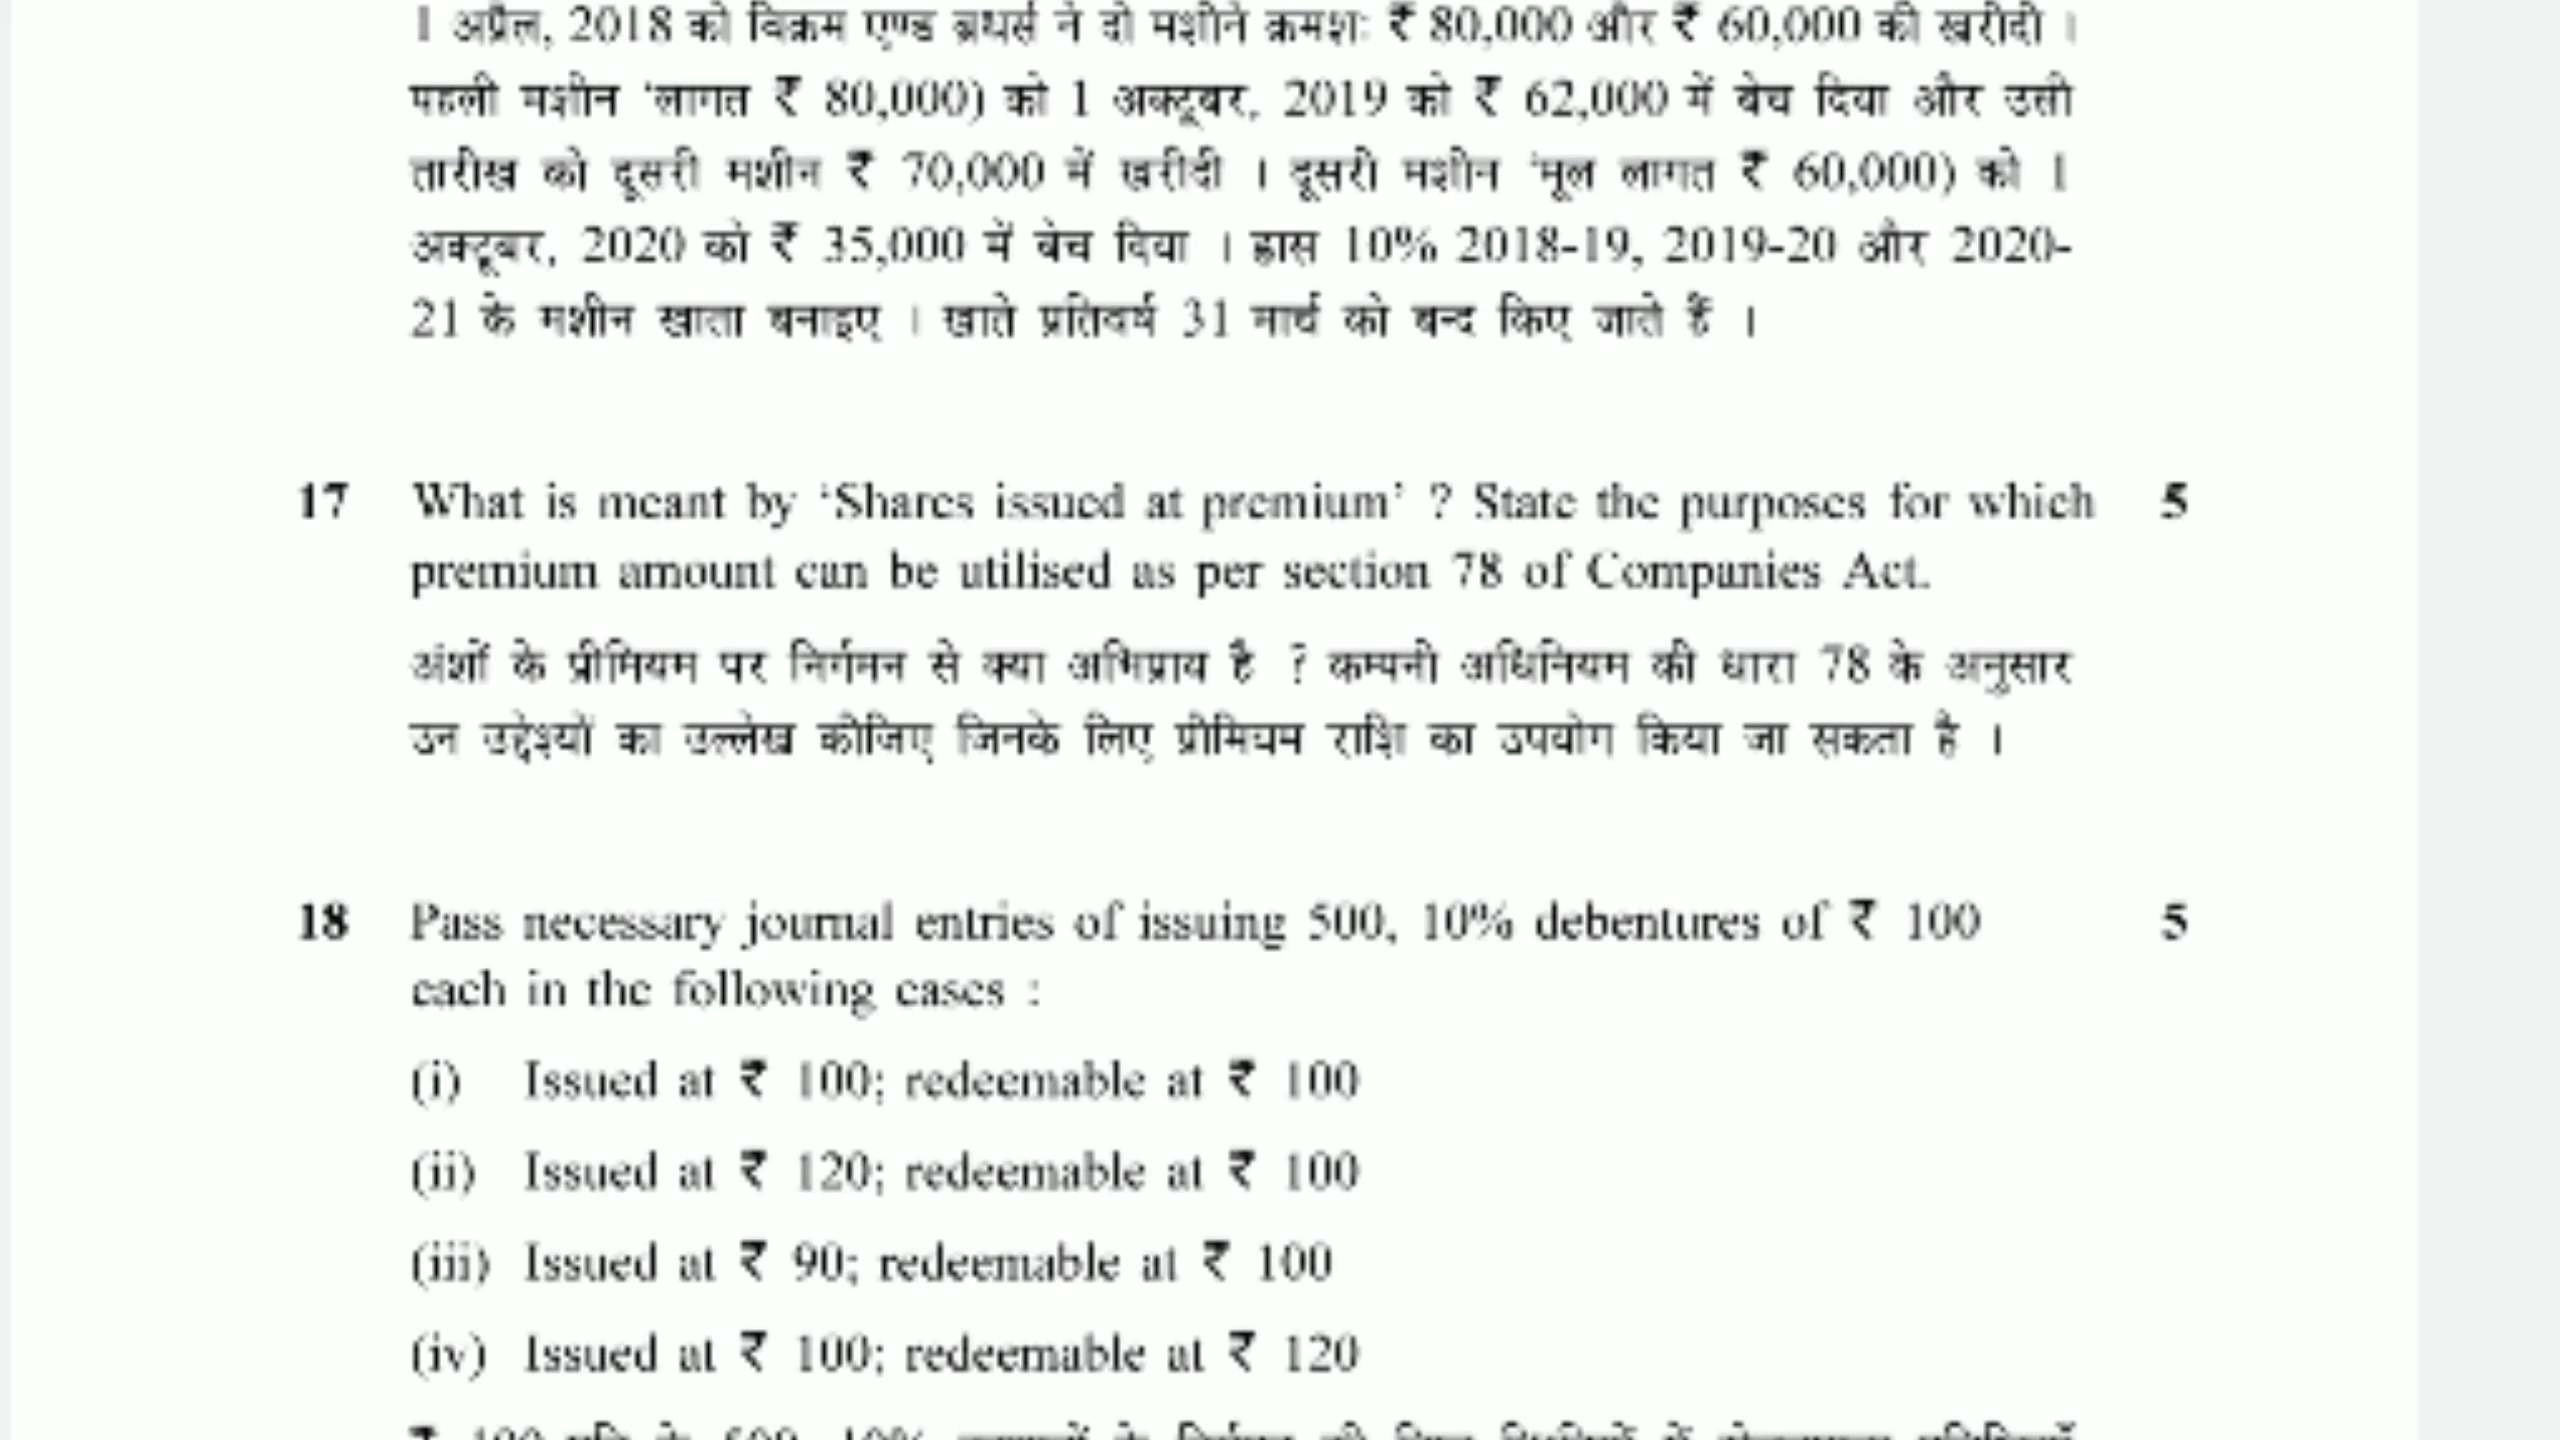 1 अप्रैल, 2018 को विक्रम एण्ड ब्रधर्स ने दो मशीने क्रमशः ₹ 80,000 और ₹ 60,000 की खरीदी ।
पहली मशीन 'लागत ₹ 80,000) को 1 अक्टूबर, 2019 को ₹ 62,000 में बेच दिया और उसी
तारीख को दूसरी मशीन ₹ 70,000 में खरीदी । दूसरी मशीन 'मूल लागत ₹ 60,000) को 1
अक्टूबर, 2020 को ₹ 35,000 में बेच दिया । ह्रास 10% 2018-19, 2019-20 और 2020-
21 के मशीन खाता बनाइए । खाते प्रतिवर्ष 31 मार्च को बन्द किए जाते हैं ।
17 What is meant by 'Shares issued at premium' ? State the purposes for which 5
premium amount can be utilised as per section 78 of Companies Act.
अंशों के प्रीमियम पर निर्गमन से क्या अभिप्राय है ? कम्पनी अधिनियम की धारा 78 के अनुसार
उन उद्देश्यों का उल्लेख कीजिए जिनके लिए प्रीमियम राशि का उपयोग किया जा सकता है ।
18 Pass necessary journal entries of issuing 500, 10% debentures of ₹ 100 5
each in the following cases :
(i) Issued at ₹ 100; redeemable at ₹ 100
(ii) Issued at ₹ 120; redeemable at ₹ 100
(iii) Issued at ₹ 90; redeemable at ₹ 100
(iv) Issued at ₹ 100; redeemable at ₹ 120